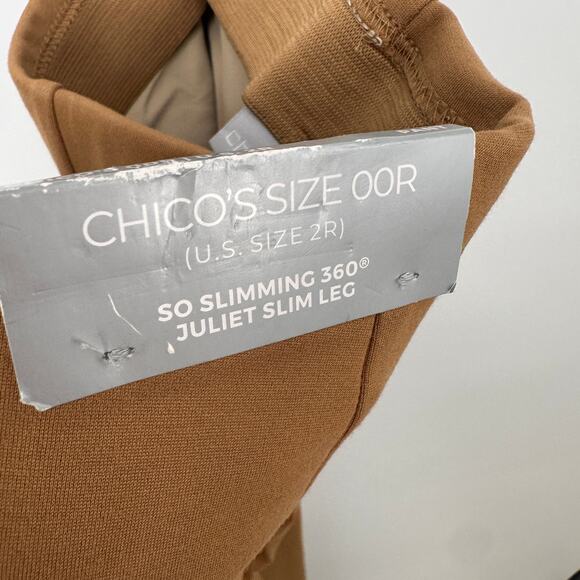 CHICO'S SIZE 00R
(U.S. SIZE 2R)
SO SLIMMING 360®
JULIET SLIM LEG